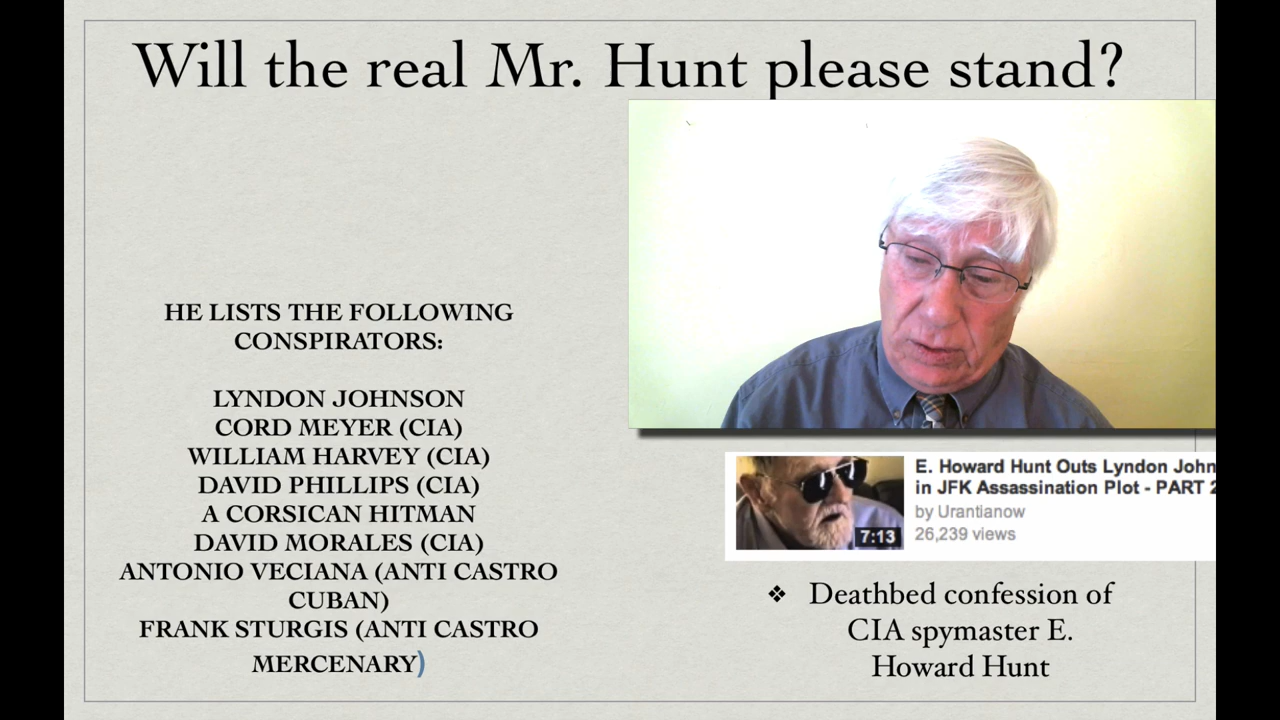 Will the real Mr. Hunt please stand?
HE LISTS THE FOLLOWING
CONSPIRATORS:
LYNDON JOHNSON
CORD MEYER (CIA)
WILLIAM HARVEY (CIA)
DAVID PHILLIPS (CIA)
A CORSICAN HITMAN
DAVID MORALES (CIA)
ANTONIO VECIANA (ANTI CASTRO
CUBAN)
FRANK STURGIS (ANTI CASTRO
MERCENARY)
E. Howard Hunt Outs Lyndon John
in JFK Assassination Plot - PART 2
by Urantianow
26,239 views
7:13
❖ Deathbed confession of
CIA spymaster E.
Howard Hunt